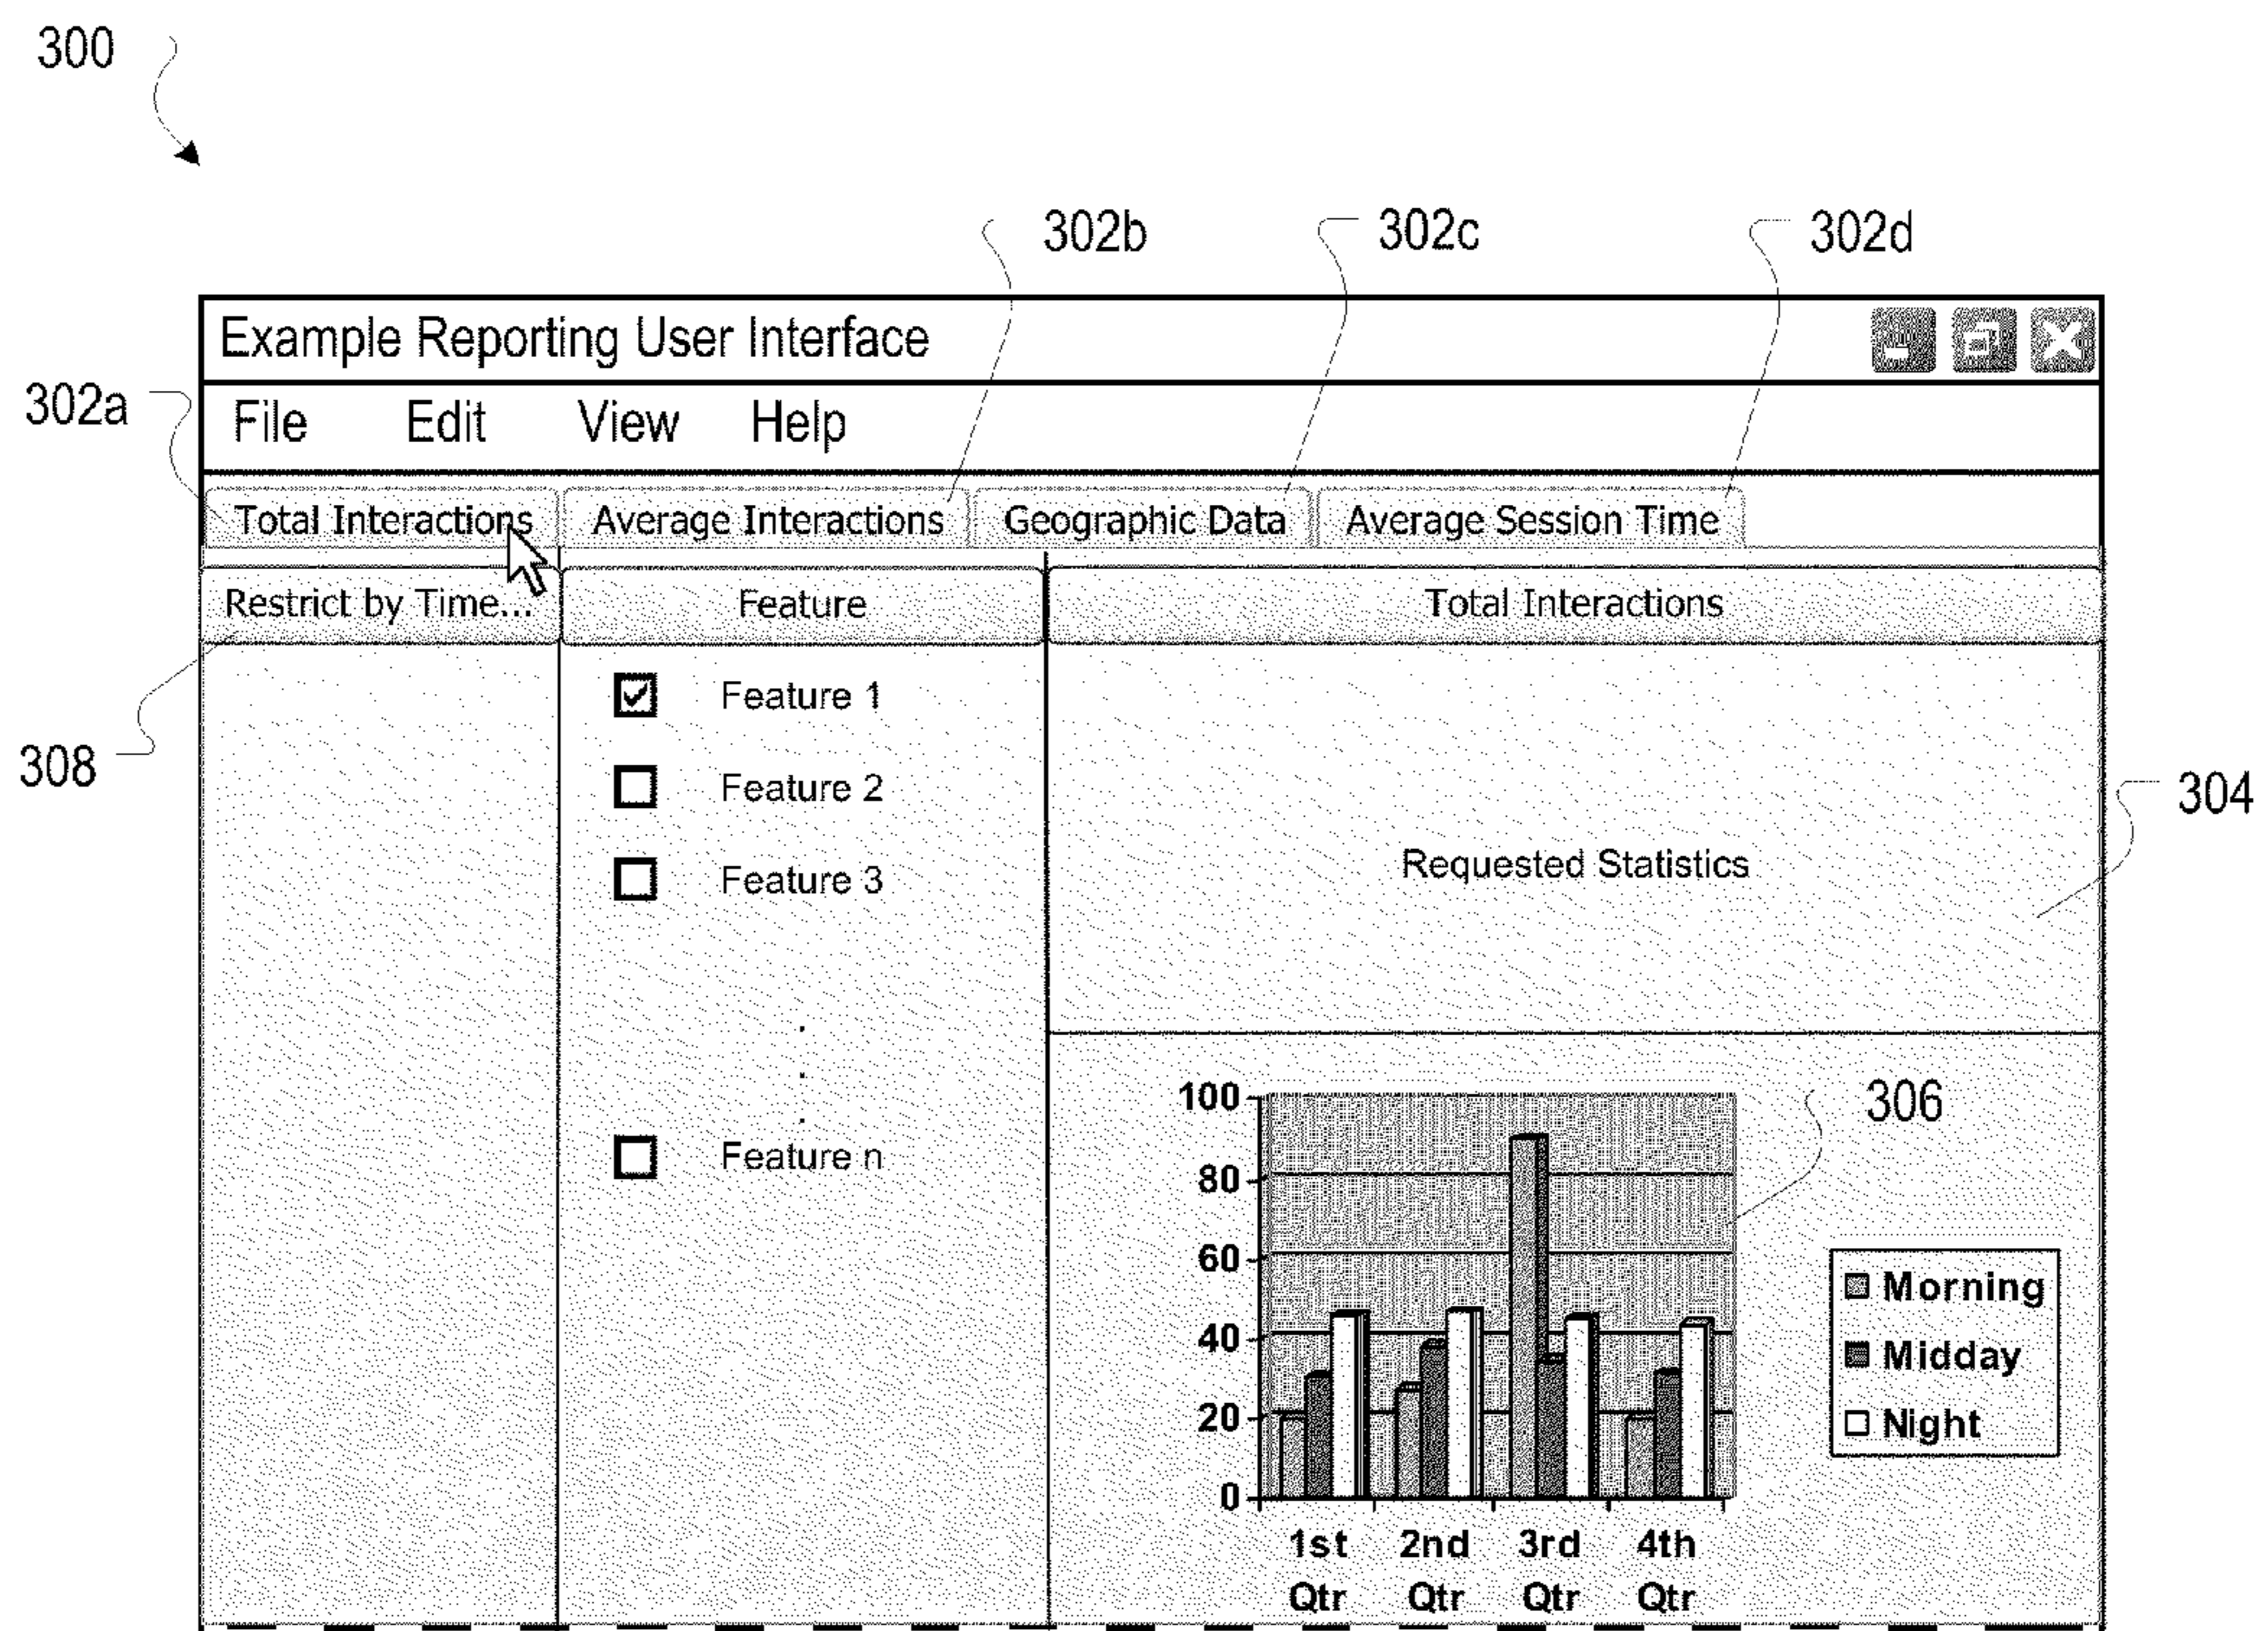 300
302b
302c
302d
Example Reporting User Interface
302a
File Edit View Help
Total Interactions Average Interactions Geographic Data Average Session Time
Restrict by Time... Feature Total Interactions
Feature 1
308
Feature 2
304
Feature 3
Requested Statistics
Feature n
306
100
80
60
40
20
0
Morning
Midday
Night
1st Qtr
2nd Qtr
3rd Qtr
4th Qtr